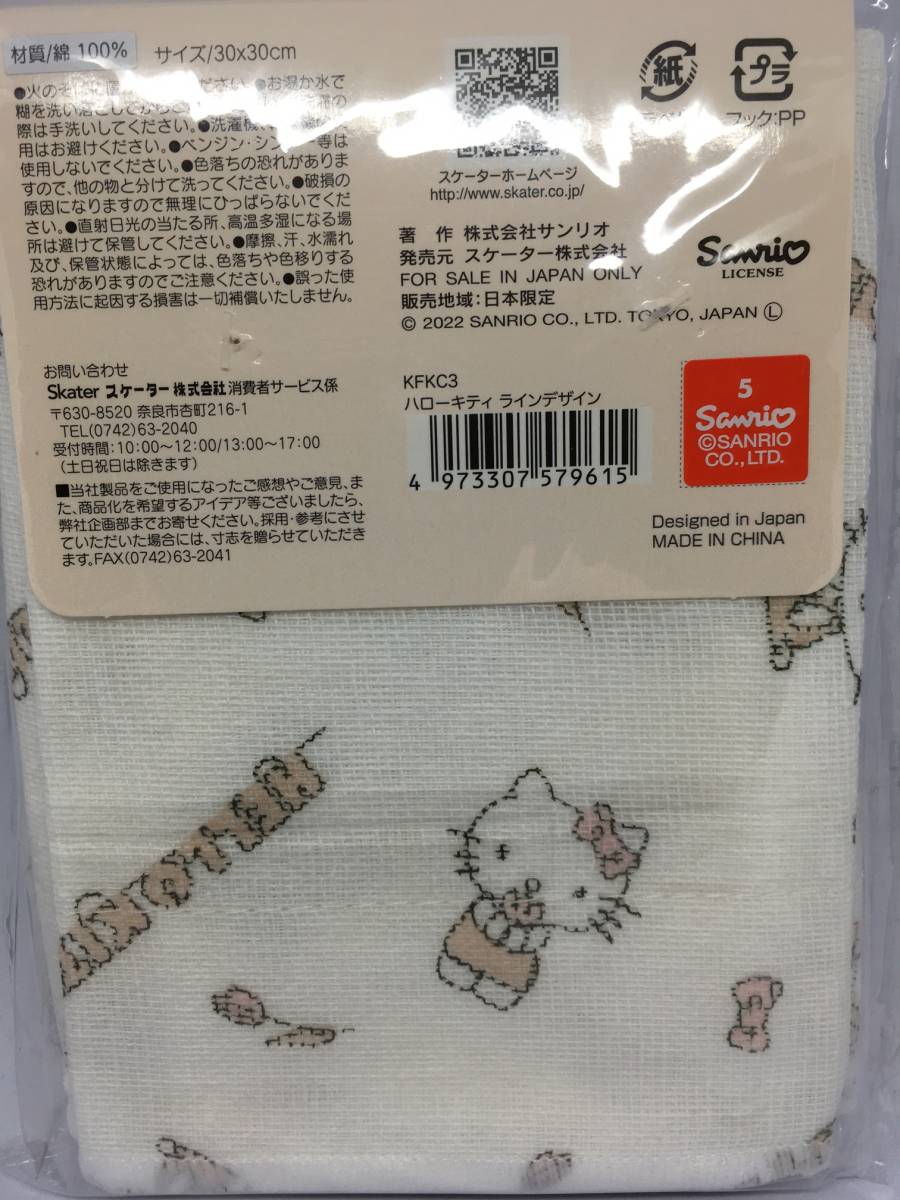 材質/綿 100%
サイズ/30x30cm
●火のそ ください。●お湯か水で
糊を洗い落としてから
際は手洗いしてください。●洗濯機、
用はお避けください。●ベンジン・シンナー等は
使用しないでください。●色落ちの恐れがありま
すので、他の物と分けて洗ってください。●破損の
原因になりますので無理にひっぱらないでくだ
さい。●直射日光の当たる所、高温多湿になる場
所は避けて保管してください。●摩擦、汗、水濡れ
及び、保管状態によっては、色落ちや色移りする
恐れがありますのでご注意ください。●誤った使
用方法に起因する損害は一切補償いたしません。
お問い合わせ
Skater スケーター株式会社消費者サービス係
〒630-8520 奈良市杏町216-1
TEL(0742)63-2040
受付時間:10:00〜12:00/13:00〜17:00
(土日祝日は除きます)
■当社製品をご使用になったご感想やご意見、ま
た、商品化を希望するアイデア等ございましたら、
弊社企画部までお寄せください。採用・参考にさせ
ていただいた場合には、寸志を贈らせていただき
ます。FAX(0742)63-2041
紙
プラ
フック:PP
スケーターホームページ
http://www.skater.co.jp/
著 作 株式会社サンリオ
発売元 スケーター株式会社
FOR SALE IN JAPAN ONLY
販売地域:日本限定
© 2022 SANRIO CO., LTD. TOKYO, JAPAN Ⓛ
Sanrio
LICENSE
KFKC3
ハローキティ ラインデザイン
4 973307 579615
5
Sanrio
©SANRIO
CO., LTD.
Designed in Japan
MADE IN CHINA